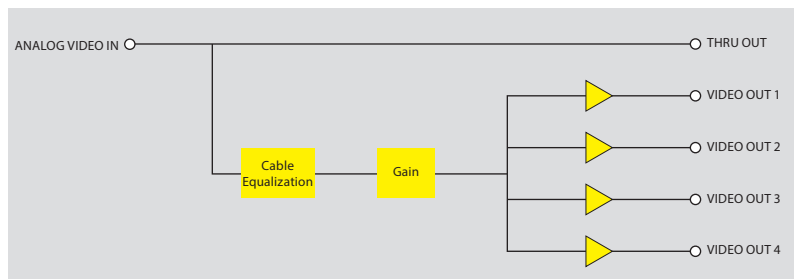 ANALOG VIDEO IN
THRU OUT
VIDEO OUT 1
VIDEO OUT 2
Cable
Equalization
Gain
VIDEO OUT 3
VIDEO OUT 4